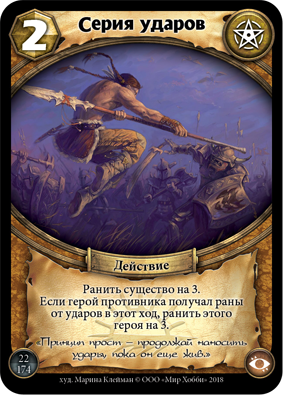 2
Серия ударов
Действие
Ранить существо на 3.
Если герой противника получал раны
от ударов в этот ход, ранить этого
героя на 3.
«Принцип прост – продолжай наносить
удары, пока он еще жив.»
22
174
худ. Марина Клейман © ООО «Мир Хобби» 2018